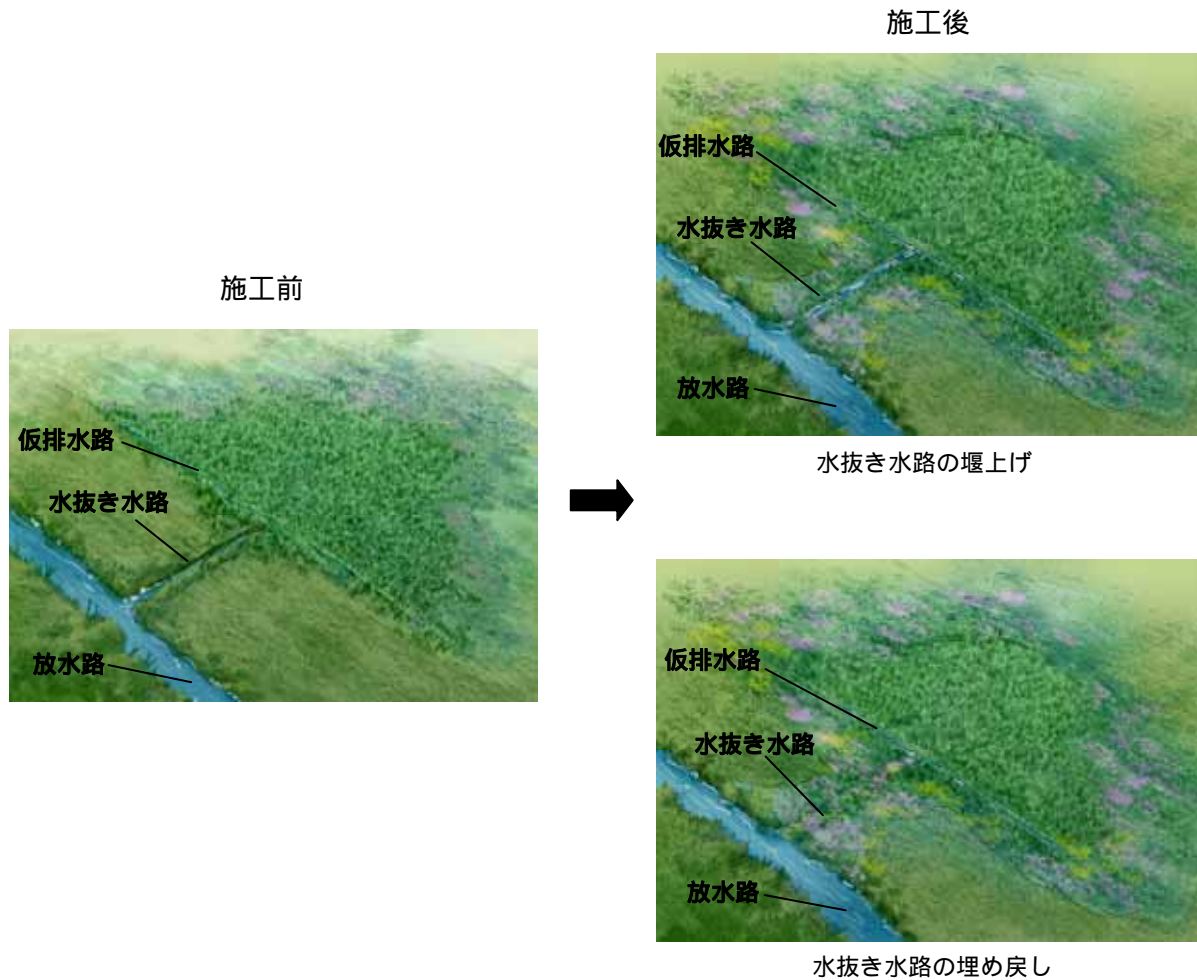 施工前
仮排水路
水抜き水路
放水路
施工後
仮排水路
水抜き水路
放水路
水抜き水路の堰上げ
仮排水路
水抜き水路
放水路
水抜き水路の埋め戻し